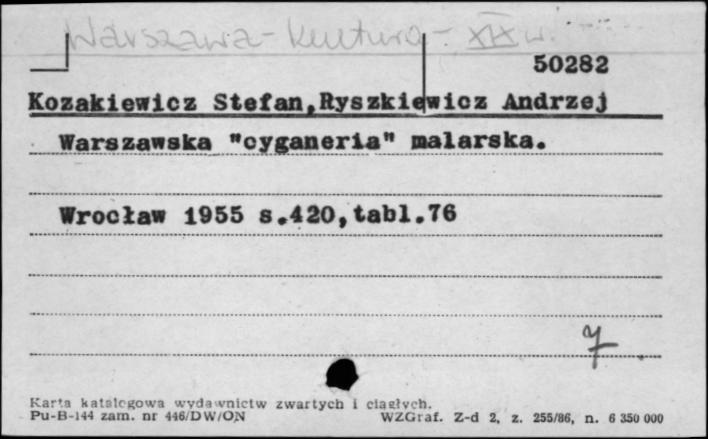 Warszawa - kultura - XIX w.
50282
Kozakiewicz Stefan,Ryszkiewicz Andrzej
Warszawska "cyganeria" malarska.
Wrocław 1955 s.420,tabl.76
7
Karta katalogowa wydawnictw zwartych i ciągłych.
Pu-B-144 zam. nr 446/DW/ON WZGraf. Z-d 2, z. 255/86, n. 6 350 000